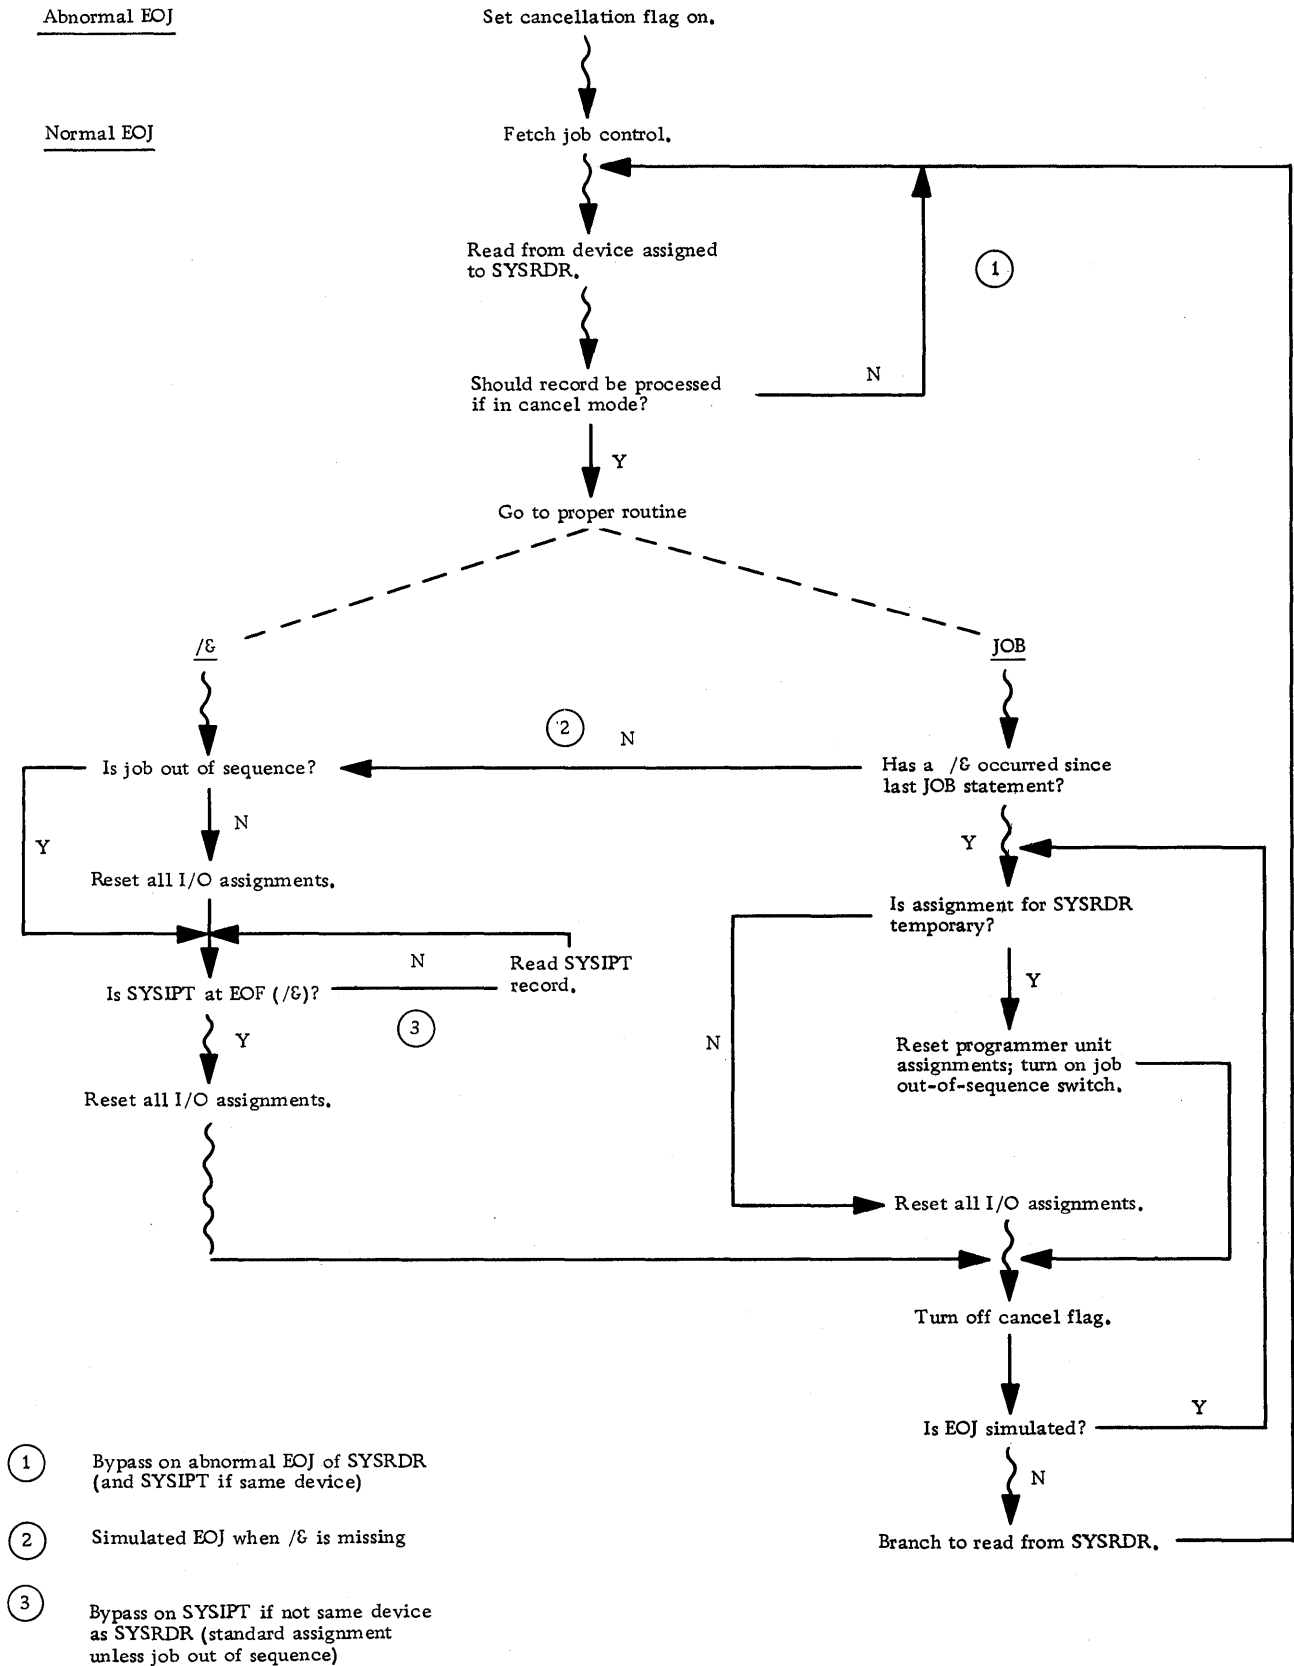 Abnormal EOJ
Set cancellation flag on.
Normal EOJ
Fetch job control.
Read from device assigned
to SYSRDR.
1
Should record be processed
if in cancel mode?
N
Y
Go to proper routine
/&
JOB
2
N
Is job out of sequence?
Has a /& occurred since
last JOB statement?
N
Y
Y
Reset all I/O assignments.
Is assignment for SYSRDR
temporary?
N
Read SYSIPT
record.
Is SYSIPT at EOF (/&)?
Y
3
Y
N
Reset programmer unit
assignments; turn on job
out-of-sequence switch.
Reset all I/O assignments.
Reset all I/O assignments.
Turn off cancel flag.
Is EOJ simulated?
Y
N
Branch to read from SYSRDR.
1 Bypass on abnormal EOJ of SYSRDR
(and SYSIPT if same device)
2 Simulated EOJ when /& is missing
3 Bypass on SYSIPT if not same device
as SYSRDR (standard assignment
unless job out of sequence)